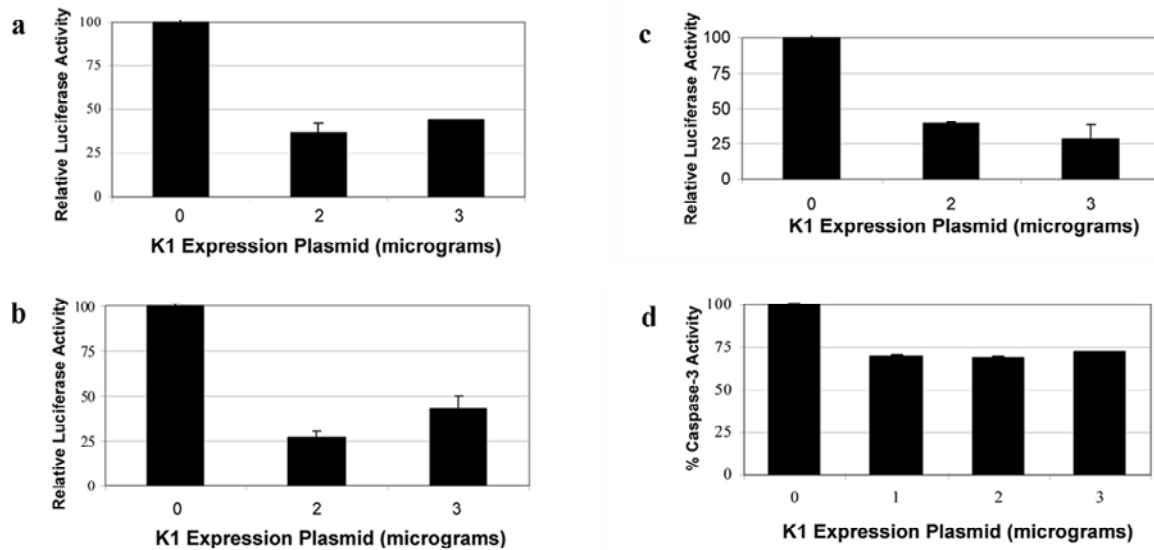 a
Relative Luciferase Activity
100
75
50
25
0
0 2 3
K1 Expression Plasmid (micrograms)
b
Relative Luciferase Activity
100
75
50
25
0
0 2 3
K1 Expression Plasmid (micrograms)
c
Relative Luciferase Activity
100
75
50
25
0
0 2 3
K1 Expression Plasmid (micrograms)
d
% Caspase-3 Activity
100
75
50
25
0
0 1 2 3
K1 Expression Plasmid (micrograms)